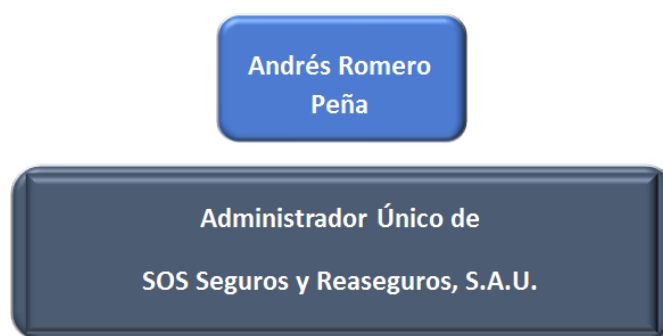 Andrés Romero
Peña
Administrador Único de
SOS Seguros y Reaseguros, S.A.U.